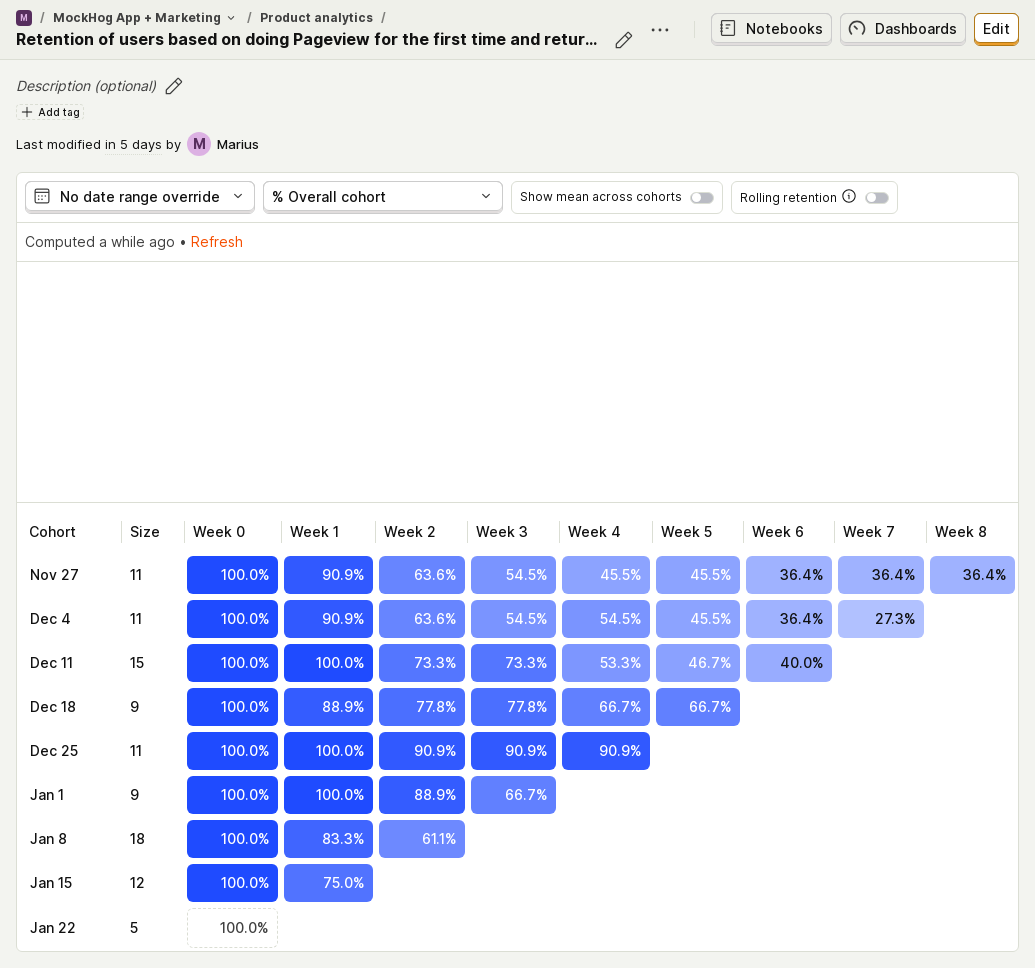 M / MockHog App + Marketing / Product analytics /
Retention of users based on doing Pageview for the first time and retur...
Notebooks
Dashboards
Edit
Description (optional)
Add tag
Last modified in 5 days by M Marius
No date range override
% Overall cohort
Show mean across cohorts
Rolling retention
Computed a while ago • Refresh
Cohort Size Week 0 Week 1 Week 2 Week 3 Week 4 Week 5 Week 6 Week 7 Week 8
Nov 27 11 100.0% 90.9% 63.6% 54.5% 45.5% 45.5% 36.4% 36.4% 36.4%
Dec 4 11 100.0% 90.9% 63.6% 54.5% 54.5% 45.5% 36.4% 27.3%
Dec 11 15 100.0% 100.0% 73.3% 73.3% 53.3% 46.7% 40.0%
Dec 18 9 100.0% 88.9% 77.8% 77.8% 66.7% 66.7%
Dec 25 11 100.0% 100.0% 90.9% 90.9% 90.9%
Jan 1 9 100.0% 100.0% 88.9% 66.7%
Jan 8 18 100.0% 83.3% 61.1%
Jan 15 12 100.0% 75.0%
Jan 22 5 100.0%